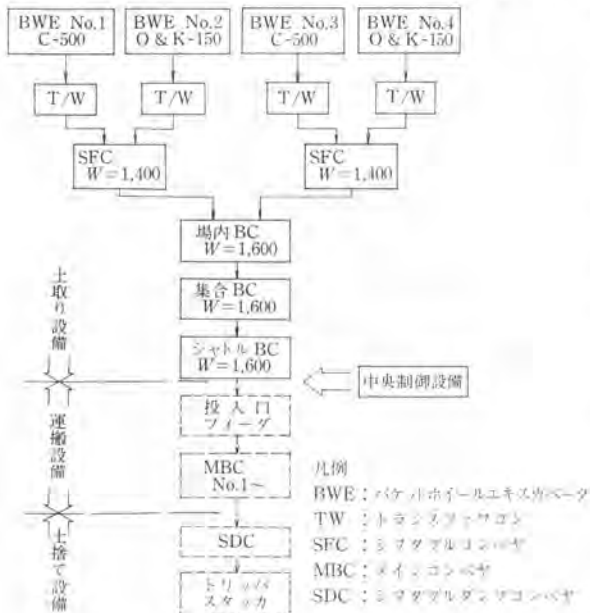 BWE No.1
C-500
BWE No.2
O & K-150
BWE No.3
C-500
BWE No.4
O & K-150
T/W
T/W
T/W
T/W
SFC
W=1,400
SFC
W=1,400
場内 BC
W=1,600
集合 BC
W=1,600
シャトル BC
W=1,600
土取り設備
中央制御設備
投入口
フィーダ
運搬設備
MBC
No.1~
SDC
土捨て設備
トリッパ
スタッカ
凡例
BWE:バケットホイールエキスカベータ
TW:トランスファワゴン
SFC:シフタブルコンベヤ
MBC:メインコンベヤ
SDC:シフタブルダンプコンベヤ